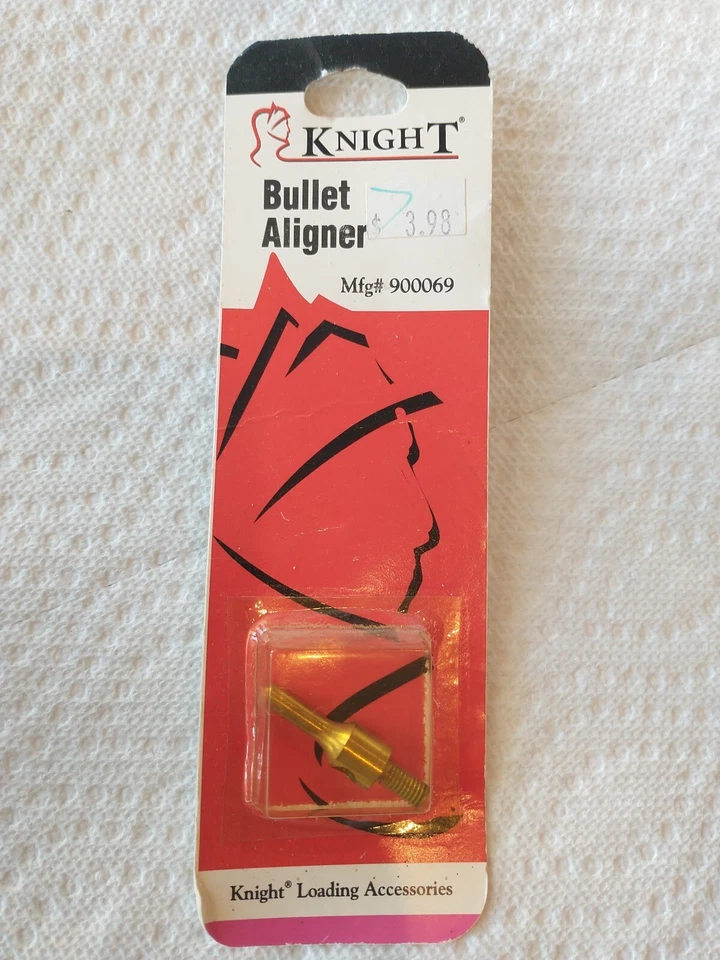 KNIGHT®
Bullet
Aligner
$ 3.98
Mfg# 900069
Knight® Loading Accessories